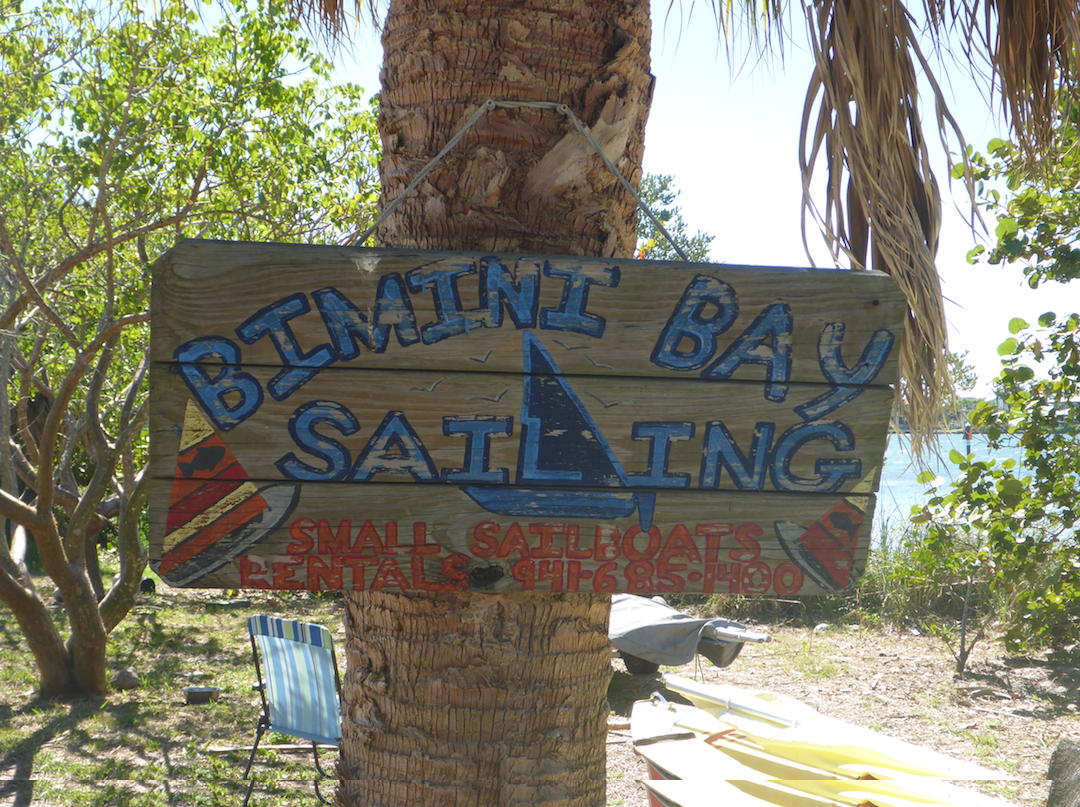 BIMINI BAY
SAILING
SMALL SAILBOATS
RENTALS 941-685-1400